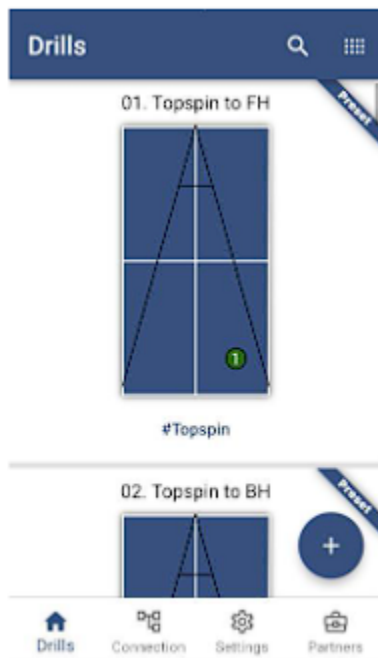 Drills
Preset
01. Topspin to FH
1
#Topspin
Preset
02. Topspin to BH
+
Drills
Connection
Settings
Partners